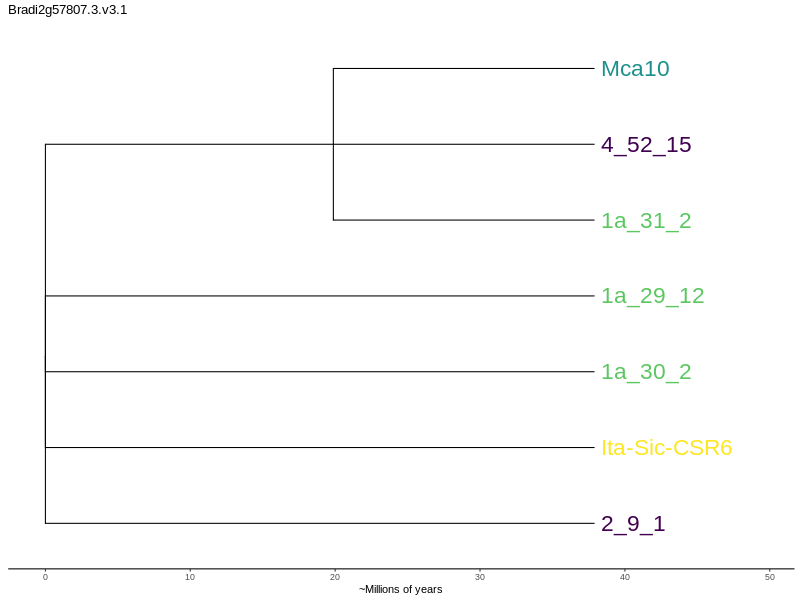 Bradi2g57807.3.v3.1
Mca10
4_52_15
1a_31_2
1a_29_12
1a_30_2
Ita-Sic-CSR6
2_9_1
0 10 20 30 40 50
~Millions of years